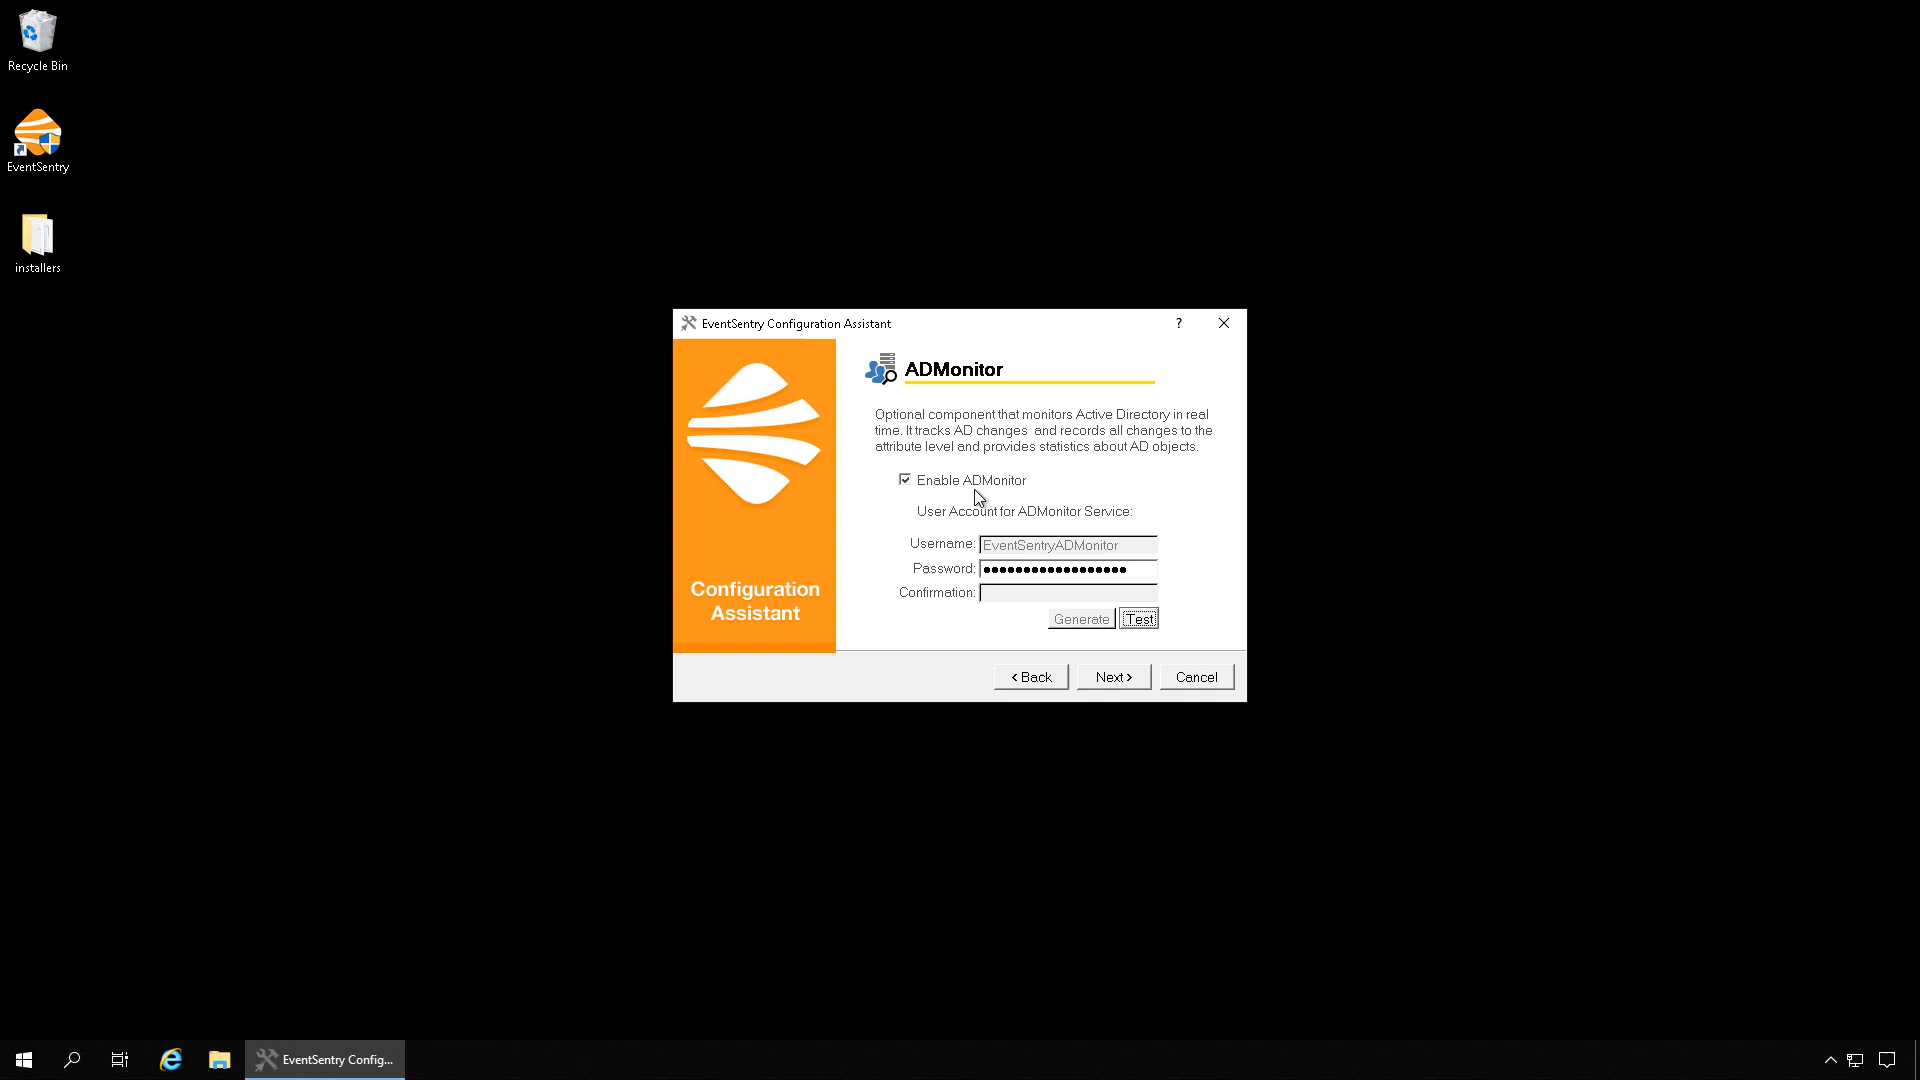 Recycle Bin
EventSentry
installers
EventSentry Configuration Assistant
?
ADMonitor
Optional component that monitors Active Directory in real
time. It tracks AD changes and records all changes to the
attribute level and provides statistics about AD objects.
Enable ADMonitor
User Account for ADMonitor Service:
Username: EventSentryADMonitor
Password: ●●●●●●●●●●●●●●●●●●
Confirmation:
Generate Test
Configuration
Assistant
< Back Next > Cancel
EventSentry Config...